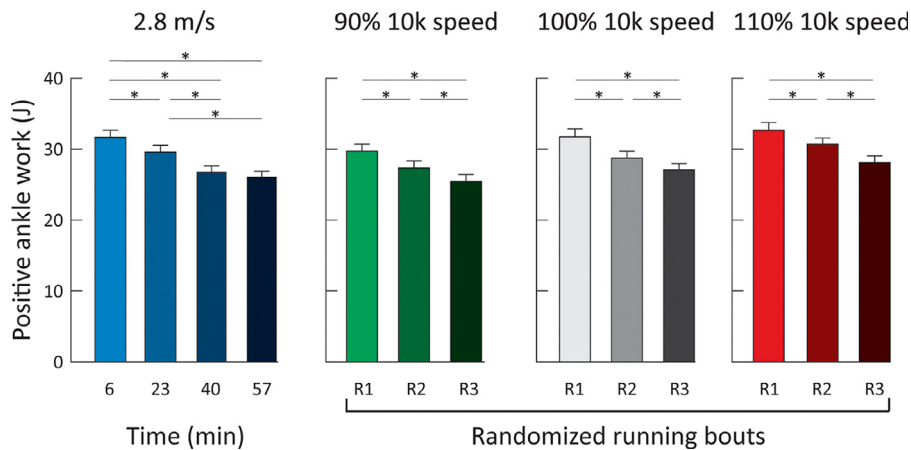 2.8 m/s 90% 10k speed 100% 10k speed 110% 10k speed
* * * * * *
* * * * * * * *
*
40
30
20
10
0
Positive ankle work (J)
6 23 40 57 R1 R2 R3 R1 R2 R3 R1 R2 R3
Time (min) Randomized running bouts